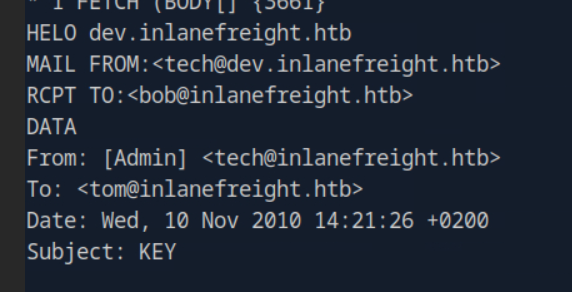 * 1 FETCH (BODY[] {3661}
HELO dev.inlanefreight.htb
MAIL FROM:<tech@dev.inlanefreight.htb>
RCPT TO:<bob@inlanefreight.htb>
DATA
From: [Admin] <tech@inlanefreight.htb>
To: <tom@inlanefreight.htb>
Date: Wed, 10 Nov 2010 14:21:26 +0200
Subject: KEY